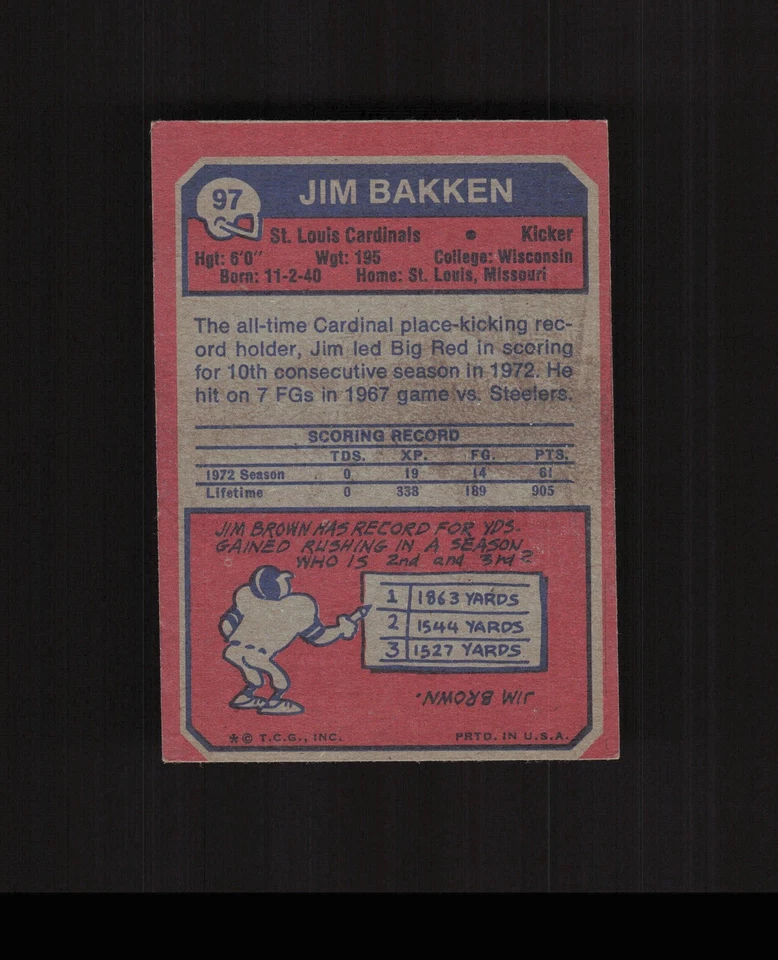 97
JIM BAKKEN
St. Louis Cardinals • Kicker
Hgt: 6'0" Wgt: 195 College: Wisconsin
Born: 11-2-40 Home: St. Louis, Missouri
The all-time Cardinal place-kicking rec-
ord holder, Jim led Big Red in scoring
for 10th consecutive season in 1972. He
hit on 7 FGs in 1967 game vs. Steelers.
SCORING RECORD
TDS. XP. FG. PTS.
1972 Season 0 19 14 61
Lifetime 0 338 189 905
JIM BROWN HAS RECORD FOR YDS.
GAINED RUSHING IN A SEASON
WHO IS 2nd and 3rd?
1 1863 YARDS
2 1544 YARDS
3 1527 YARDS
JIM BROWN.
*© T.C.G., INC. PRTD. IN U.S.A.